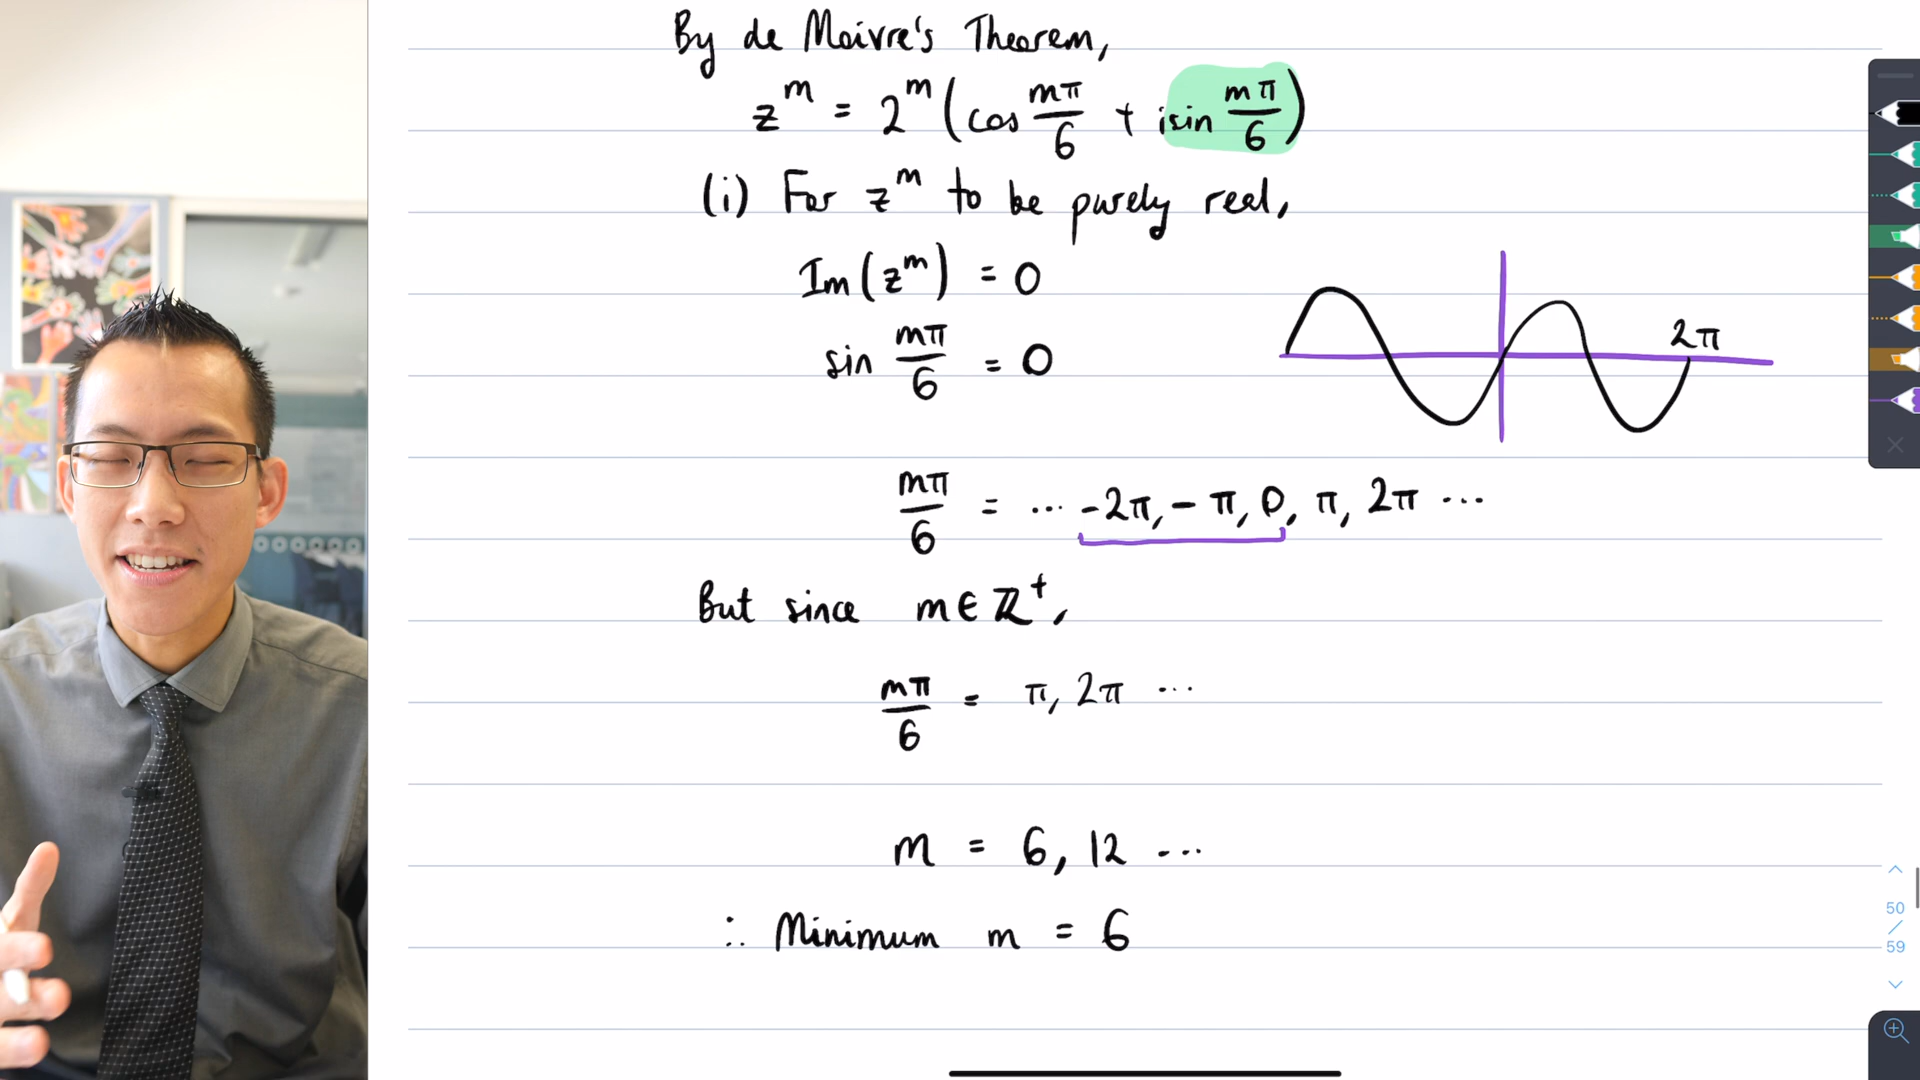 By de Moivre's Theorem,
z^m = 2^m (cos mπ/6 + i sin mπ/6)
(i) For z^m to be purely real,
Im(z^m) = 0
sin mπ/6 = 0
2π
mπ/6 = ... -2π, -π, 0, π, 2π ...
But since m ∈ ℤ⁺,
mπ/6 = π, 2π ...
m = 6, 12 ...
∴ Minimum m = 6
50
/
59